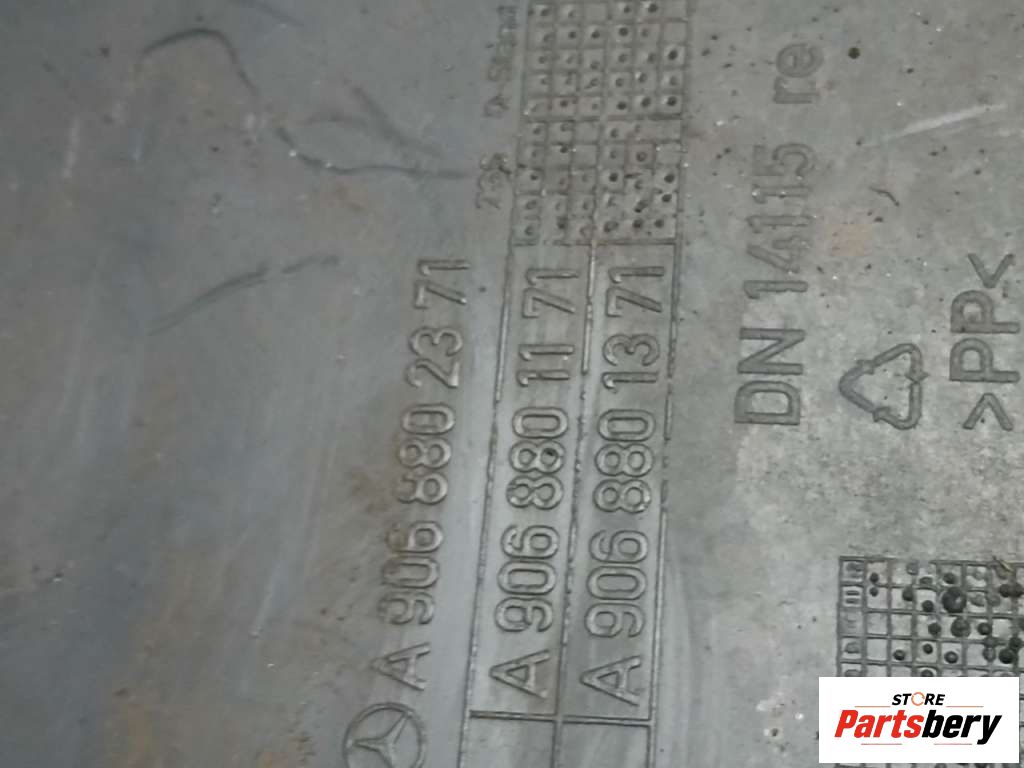 A 906 880 23 71
A 906 880 11 71
A 906 880 13 71
DN 14115 re
>PP<
STORE
Partsbery